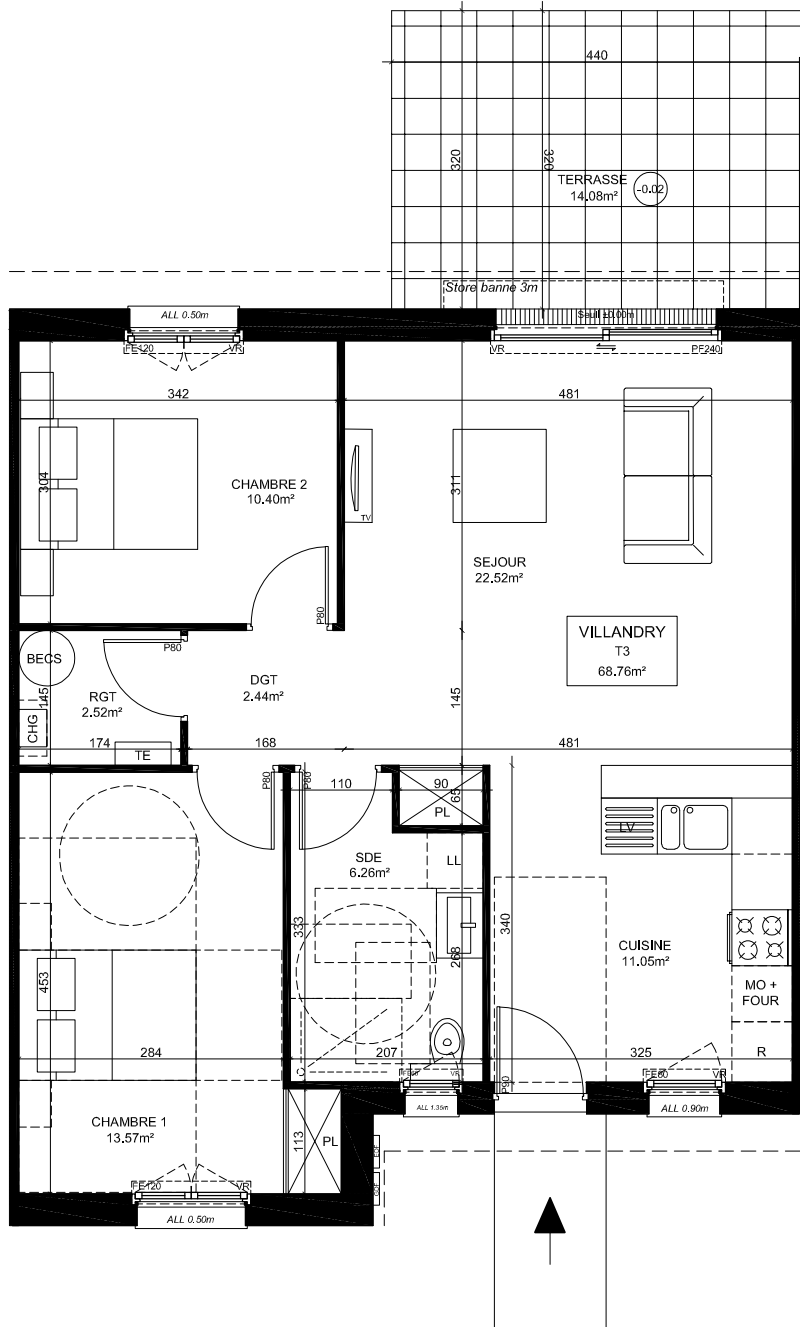 440
320
320
TERRASSE
14.08m²
-0.02
Store banne 3m
ALL 0.50m
Seuil ±0.00m
FE120
VR
VR
PF240
342
481
304
311
CHAMBRE 2
10.40m²
TV
SEJOUR
22.52m²
P80
VILLANDRY
T3
68.76m²
P80
BECS
RGT
2.52m²
DGT
2.44m²
145
145
CHG
174
TE
168
481
P80
P80
110
90
65
PL
LV
SDE
6.26m²
LL
333
268
340
CUISINE
11.05m²
MO +
FOUR
453
284
207
325
R
VR
FE60
VR
P90
ALL 1.35m
ALL 0.90m
CHAMBRE 1
13.57m²
113
PL
FE120
VR
ALL 0.50m